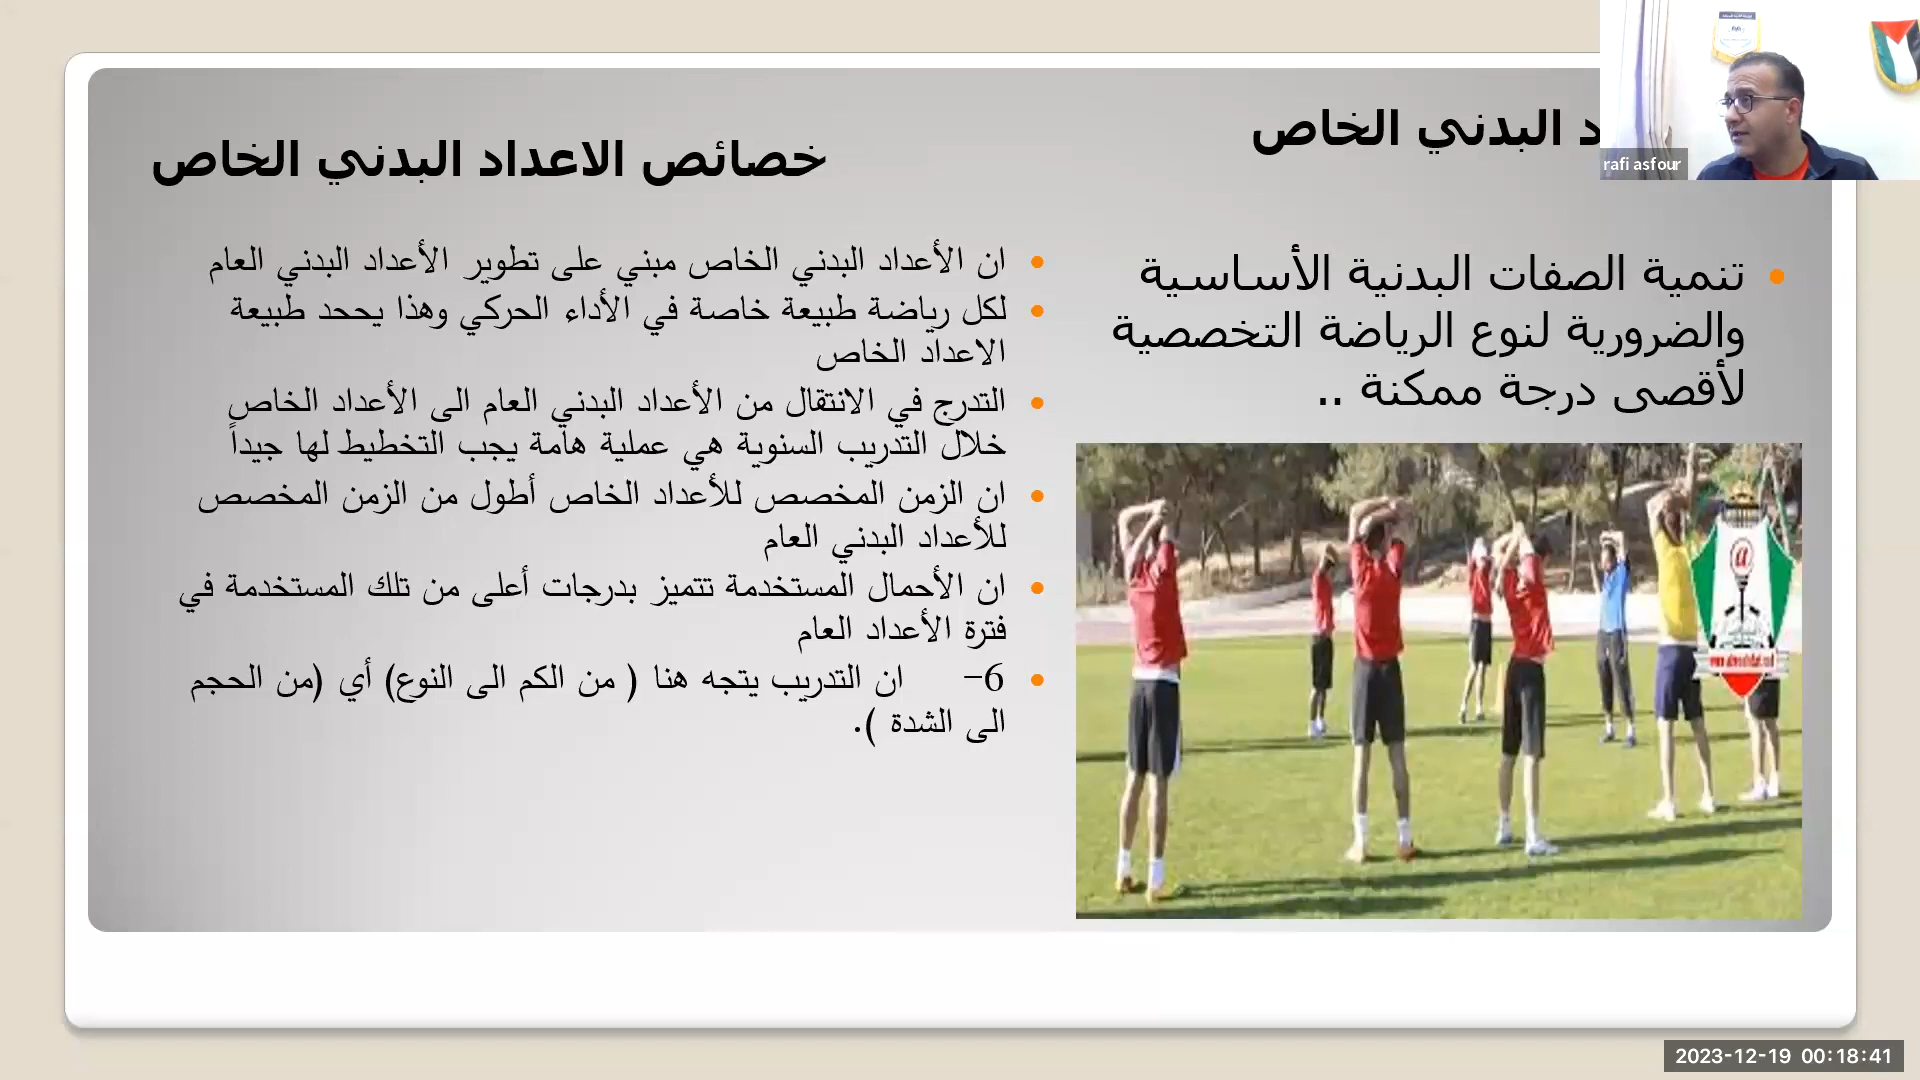 البدني الخاص
تنمية الصفات البدنية الأساسية
والضرورية لنوع الرياضة التخصصية
لأقصى درجة ممكنة ..
خصائص الاعداد البدني الخاص
ان الأعداد البدني الخاص مبني على تطوير الأعداد البدني العام
لكل رياضة طبيعة خاصة في الأداء الحركي وهذا يححد طبيعة
الاعداد الخاص
التدرج في الانتقال من الأعداد البدني العام الى الأعداد الخاص
خلال التدريب السنوية هي عملية هامة يجب التخطيط لها جيداً
ان الزمن المخصص للأعداد الخاص أطول من الزمن المخصص
للأعداد البدني العام
ان الأحمال المستخدمة تتميز بدرجات أعلى من تلك المستخدمة في
فترة الأعداد العام
6- ان التدريب يتجه هنا ( من الكم الى النوع) أي (من الحجم
الى الشدة ).
rafi asfour
2023-12-19 00:18:41